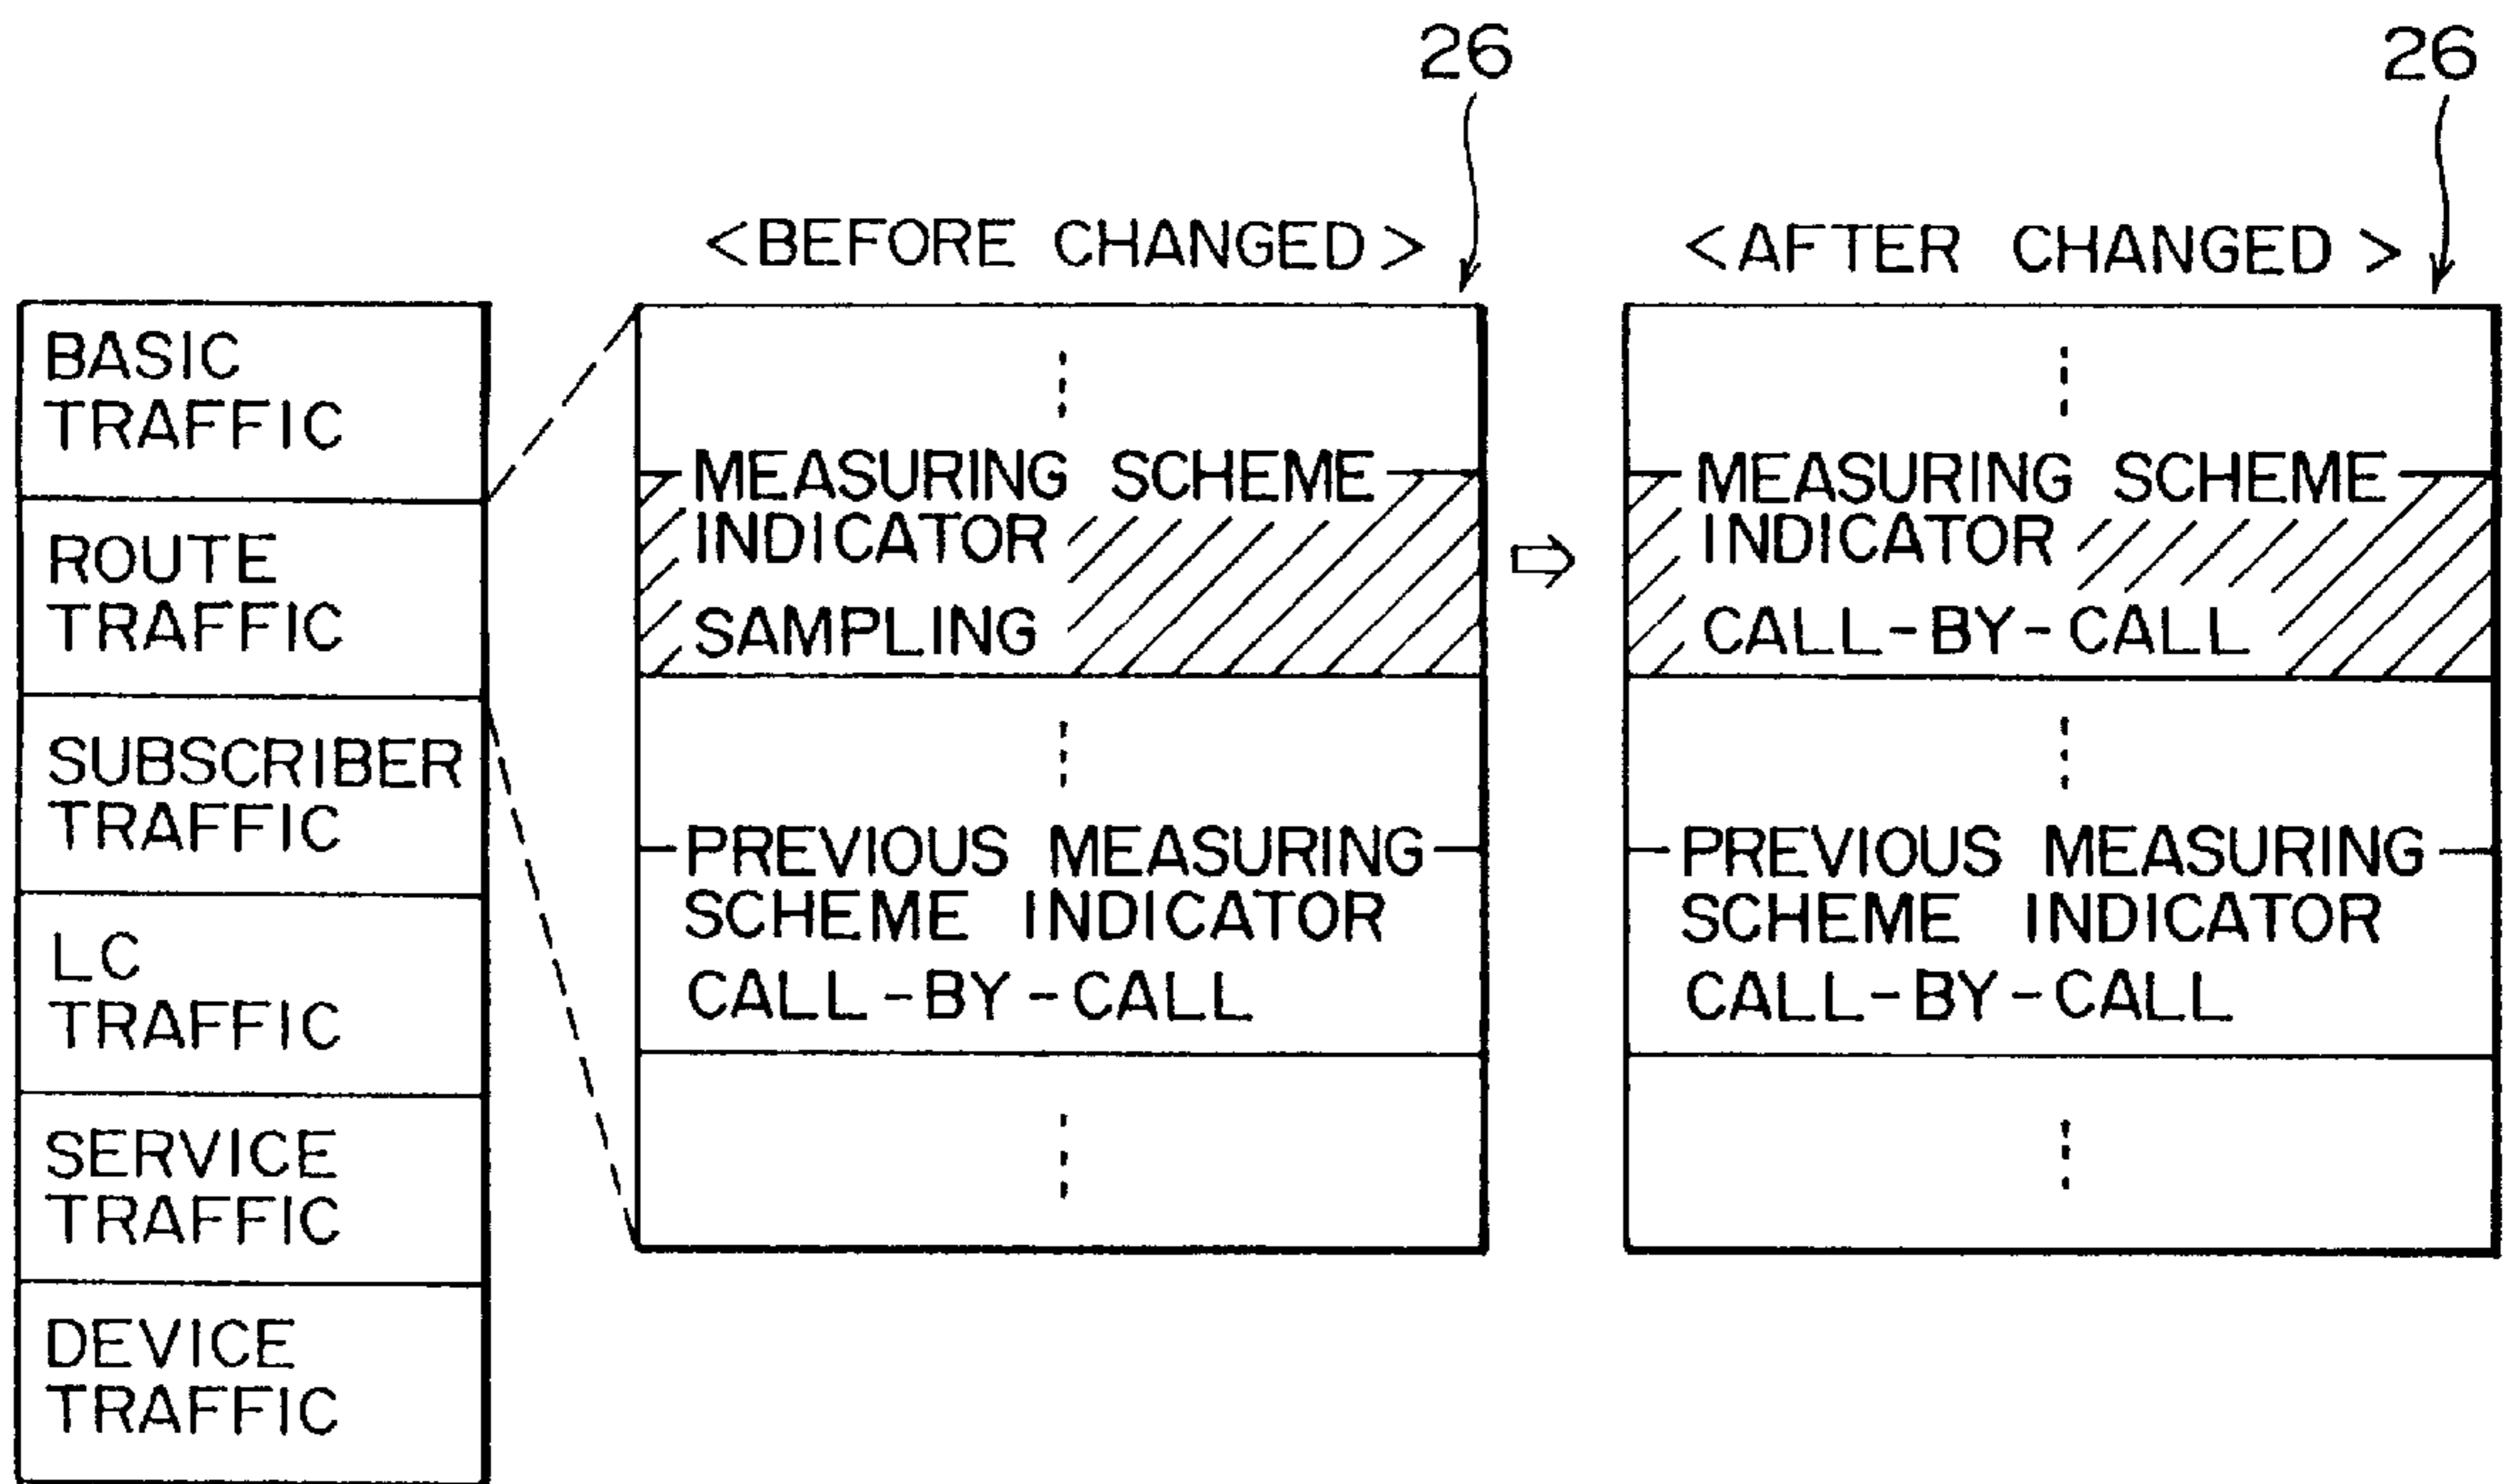 26
26
<BEFORE CHANGED>
<AFTER CHANGED >
BASIC
TRAFFIC
ROUTE
TRAFFIC
SUBSCRIBER
TRAFFIC
LC
TRAFFIC
SERVICE
TRAFFIC
DEVICE
TRAFFIC
MEASURING SCHEME
INDICATOR
SAMPLING
PREVIOUS MEASURING
SCHEME INDICATOR
CALL-BY-CALL
MEASURING SCHEME
INDICATOR
CALL-BY-CALL
PREVIOUS MEASURING
SCHEME INDICATOR
CALL-BY-CALL